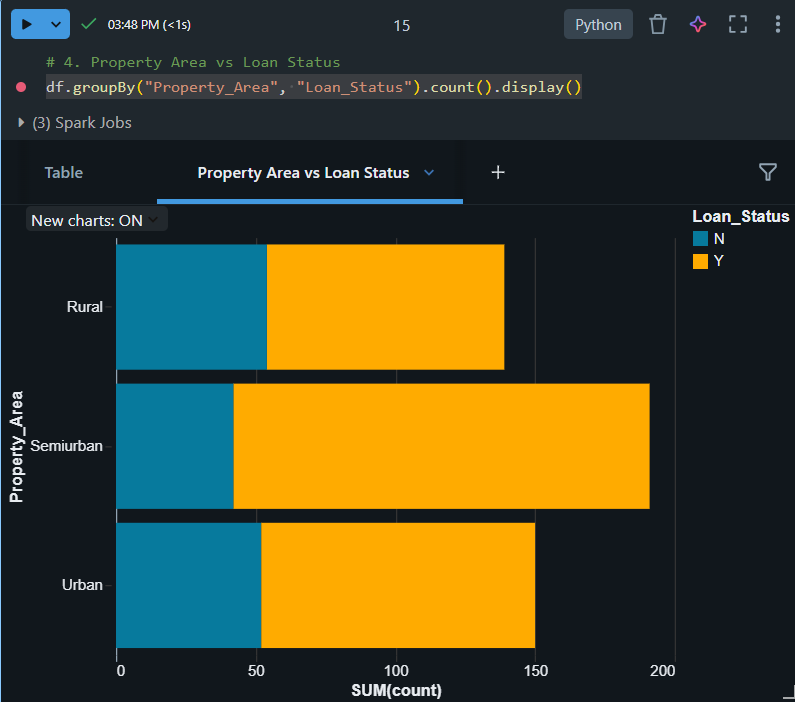 03:48 PM (<1s)
15
Python
# 4. Property Area vs Loan Status
df.groupBy("Property_Area", "Loan_Status").count().display()
(3) Spark Jobs
Table
Property Area vs Loan Status
+
New charts: ON
Loan_Status
N
Y
Property_Area
Rural
Semiurban
Urban
0 50 100 150 200
SUM(count)